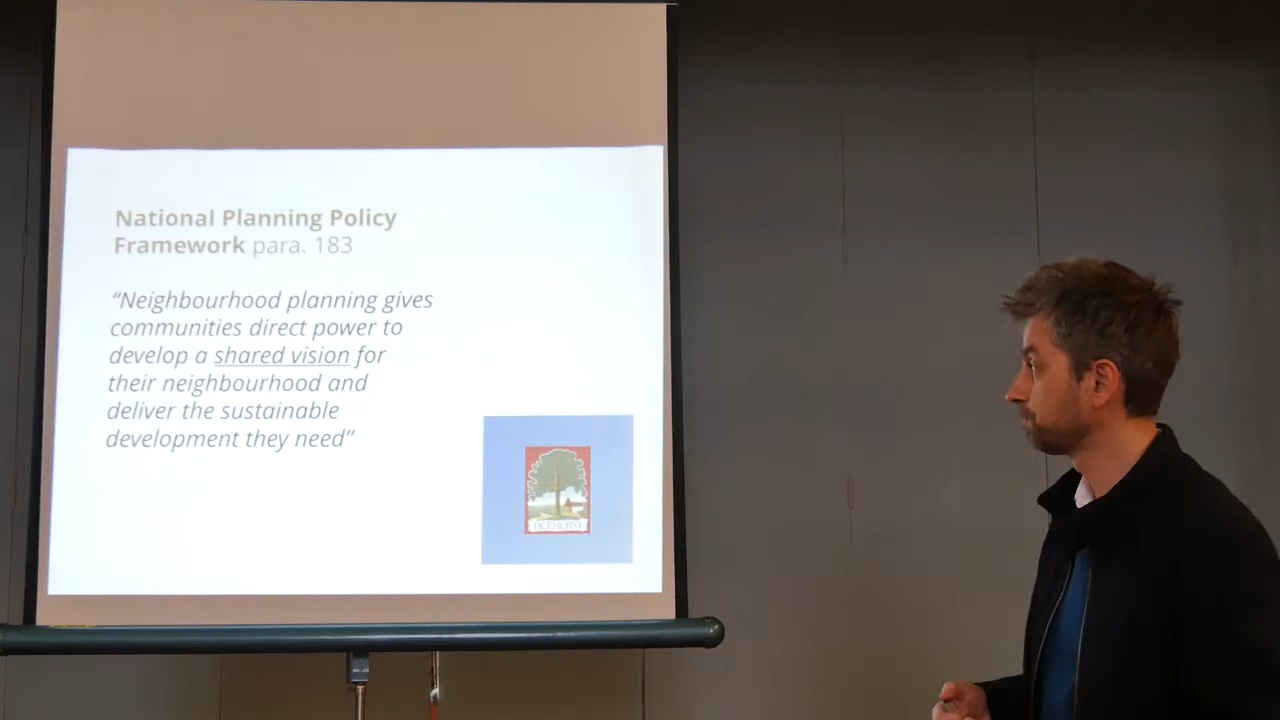 National Planning Policy
Framework para. 183
“Neighbourhood planning gives
communities direct power to
develop a shared vision for
their neighbourhood and
deliver the sustainable
development they need”
TICEHURST